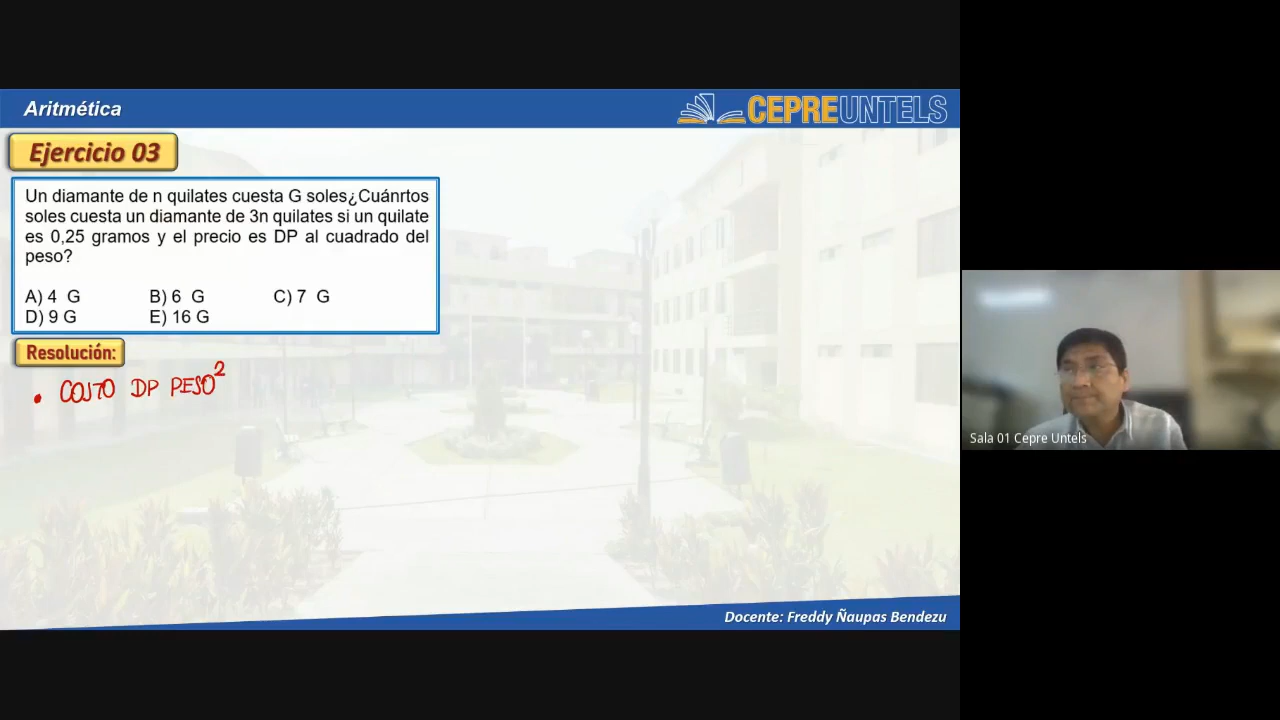 Aritmética
CEPREUNTELS
Ejercicio 03
Un diamante de n quilates cuesta G soles¿Cuánrtos
soles cuesta un diamante de 3n quilates si un quilate
es 0,25 gramos y el precio es DP al cuadrado del
peso?
A) 4 G B) 6 G C) 7 G
D) 9 G E) 16 G
Resolución:
• COSTO DP PESO²
Sala 01 Cepre Untels
Docente: Freddy Ñaupas Bendezu